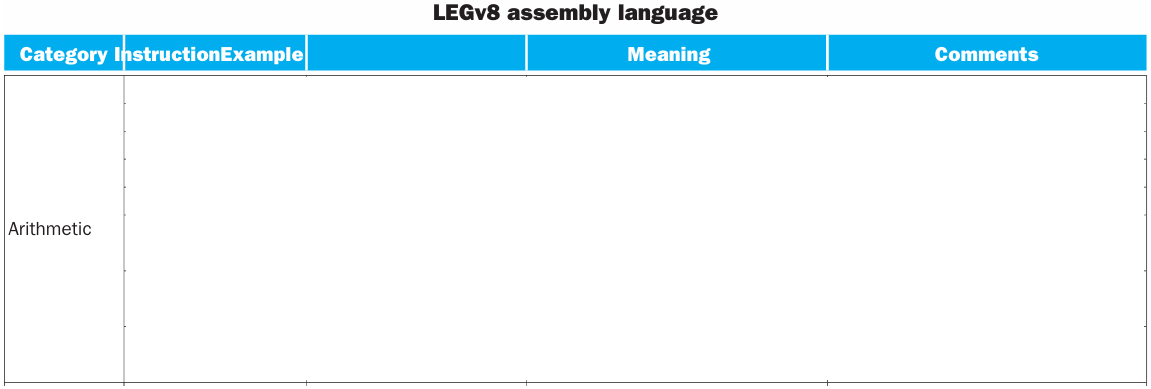 LEGv8 assembly language
Category InstructionExample Meaning Comments
Arithmetic